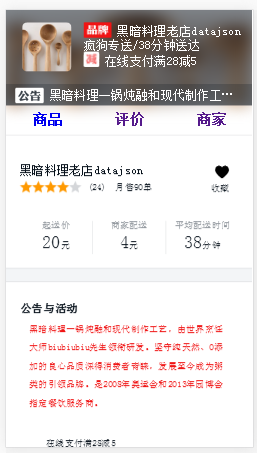 品牌 黑暗料理老店datajson
疯狗专送/38分钟送达
减 在线支付满28减5
公告 黑暗料理一锅炖融和现代制作工…
商品 评价 商家
黑暗料理老店datajson
(24) 月售90单 收藏
起送价 商家配送 平均配送时间
20元 4元 38分钟
公告与活动
黑暗料理一锅炖融和现代制作工艺，由世界烹饪
大师biubiubiu先生领衔研发。坚守纯天然、0添
加的良心品质深得消费者青睐，发展至今成为粥
类的引领品牌。是2008年奥运会和2013年园博会
指定餐饮服务商。
在线支付满28减5